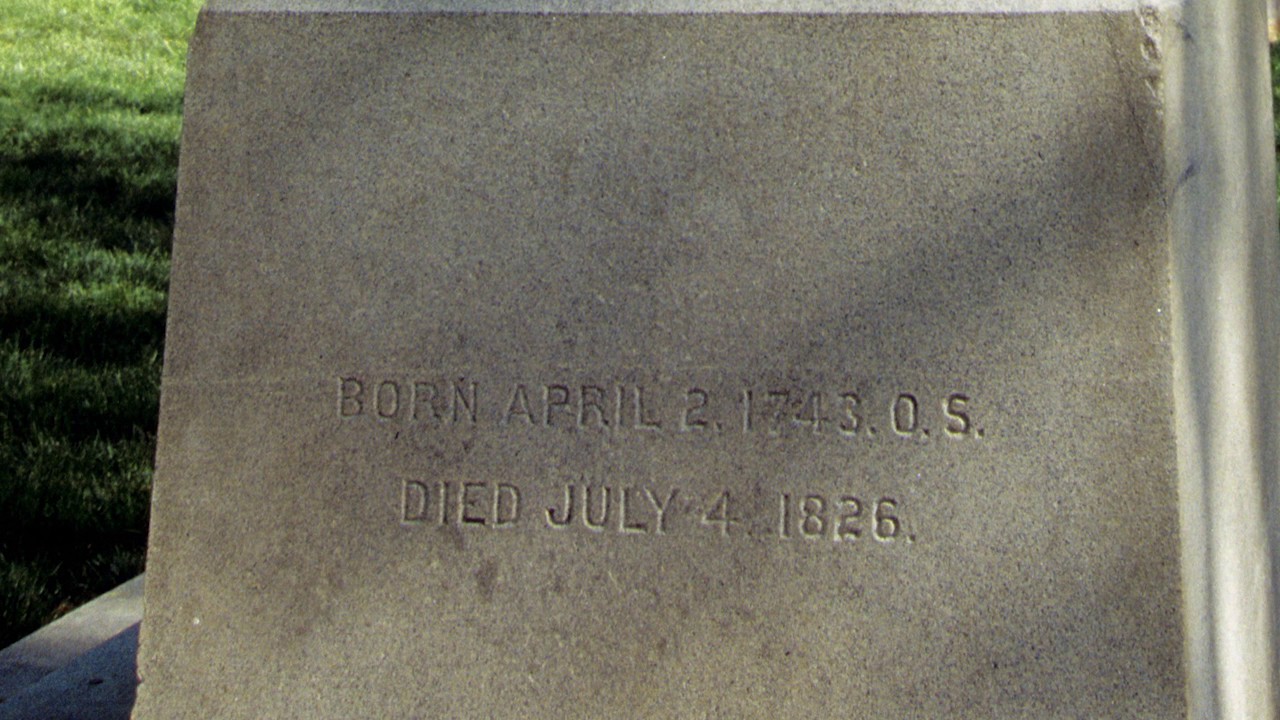 BORN APRIL 2. 1743. O. S.
DIED JULY 4. 1826.